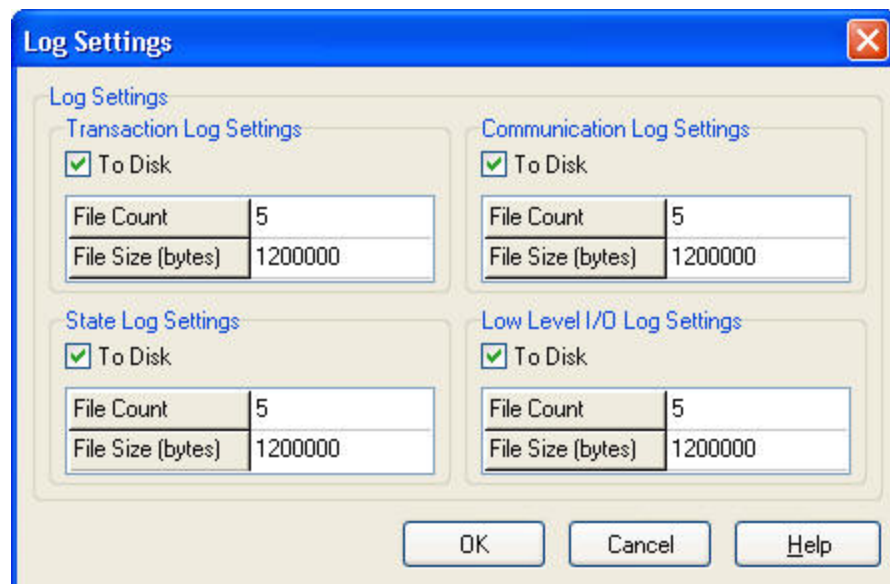 Log Settings
Log Settings
Transaction Log Settings
To Disk
File Count 5
File Size (bytes) 1200000
Communication Log Settings
To Disk
File Count 5
File Size (bytes) 1200000
State Log Settings
To Disk
File Count 5
File Size (bytes) 1200000
Low Level I/O Log Settings
To Disk
File Count 5
File Size (bytes) 1200000
OK Cancel Help